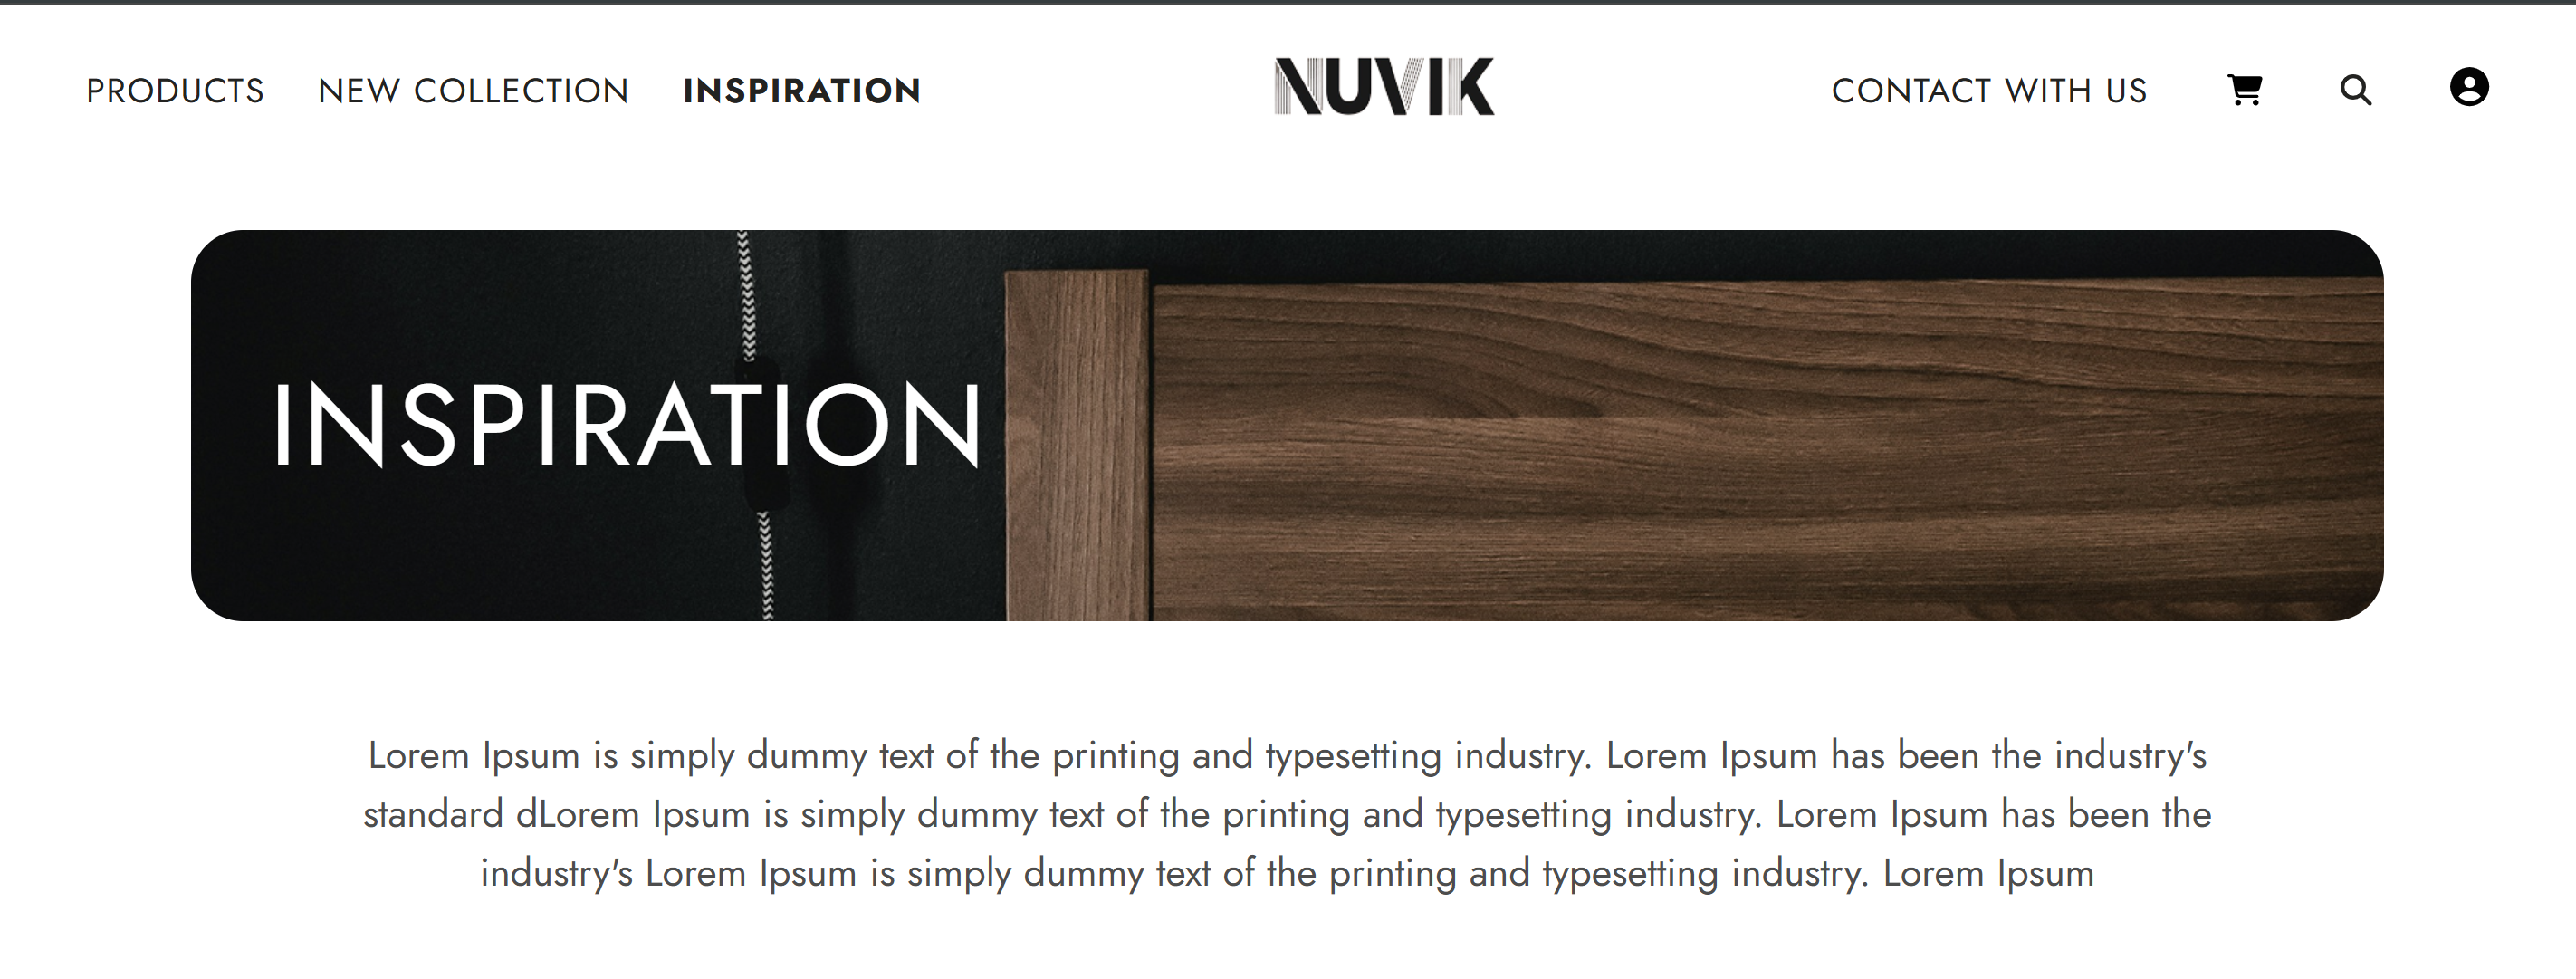 PRODUCTS NEW COLLECTION INSPIRATION NUVIK CONTACT WITH US
INSPIRATION
Lorem Ipsum is simply dummy text of the printing and typesetting industry. Lorem Ipsum has been the industry's
standard dLorem Ipsum is simply dummy text of the printing and typesetting industry. Lorem Ipsum has been the
industry's Lorem Ipsum is simply dummy text of the printing and typesetting industry. Lorem Ipsum